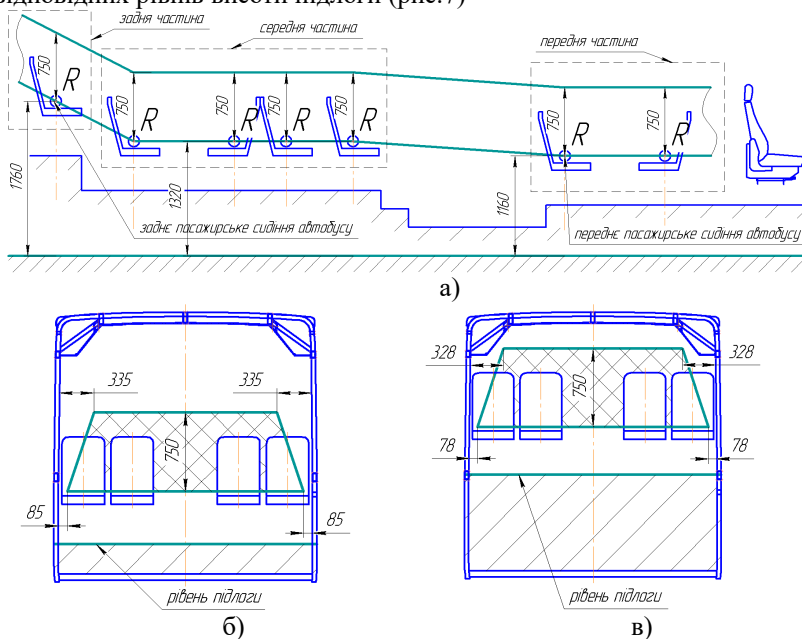 відповідних рівнів висоти підлоги (рис.7)
задня частина
середня частина
передня частина
750
R
750
R
750
R
750
R
750
R
750
R
750
R
1760
1320
1160
заднє пасажирське сидіння автобусу
переднє пасажирське сидіння автобусу
а)
335
335
750
85
85
рівень підлоги
б)
328
328
750
78
78
рівень підлоги
в)